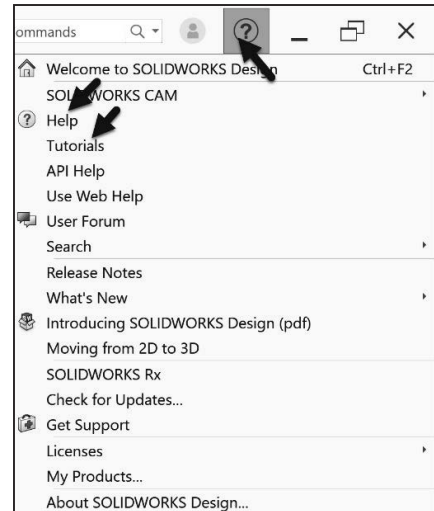 ommands
Welcome to SOLIDWORKS Design Ctrl+F2
SOLIDWORKS CAM
Help
Tutorials
API Help
Use Web Help
User Forum
Search
Release Notes
What's New
Introducing SOLIDWORKS Design (pdf)
Moving from 2D to 3D
SOLIDWORKS Rx
Check for Updates...
Get Support
Licenses
My Products...
About SOLIDWORKS Design...